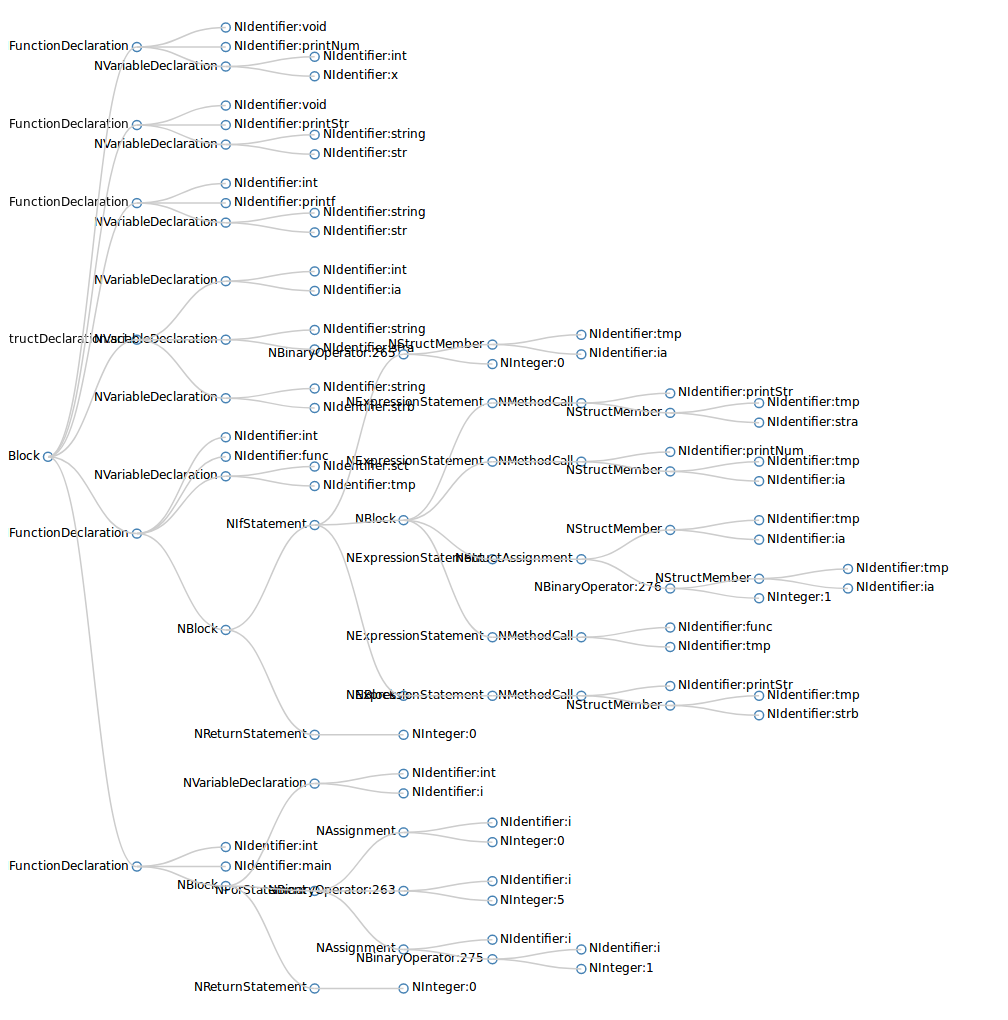 NIdentifier:void
FunctionDeclaration
NIdentifier:printNum
NIdentifier:int
NVariableDeclaration
NIdentifier:x
NIdentifier:void
FunctionDeclaration
NIdentifier:printStr
NIdentifier:string
NVariableDeclaration
NIdentifier:str
NIdentifier:int
FunctionDeclaration
NIdentifier:printf
NIdentifier:string
NVariableDeclaration
NIdentifier:str
NIdentifier:int
NVariableDeclaration
NIdentifier:ia
NIdentifier:string
NIdentifier:tmp
tructDeclaration
NVariableDeclaration
NStructMember
NIdentifier:stra
NBinaryOperator:265
NIdentifier:ia
NInteger:0
NIdentifier:string
NIdentifier:printStr
NVariableDeclaration
NIdentifier:strb
NExpressionStatement
NMethodCall
NIdentifier:tmp
NStructMember
NIdentifier:stra
NIdentifier:int
NIdentifier:printNum
Block
NIdentifier:func
NIdentifier:sct
NExpressionStatement
NMethodCall
NIdentifier:tmp
NVariableDeclaration
NStructMember
NIdentifier:tmp
NIdentifier:ia
NIfStatement
NBlock
NIdentifier:tmp
FunctionDeclaration
NStructMember
NIdentifier:ia
NExpressionStatement
NStructAssignment
NIdentifier:tmp
NStructMember
NBinaryOperator:276
NIdentifier:ia
NInteger:1
NBlock
NIdentifier:func
NExpressionStatement
NMethodCall
NIdentifier:tmp
NIdentifier:printStr
NBlock
NExpressionStatement
NMethodCall
NIdentifier:tmp
NStructMember
NIdentifier:strb
NReturnStatement
NInteger:0
NIdentifier:int
NVariableDeclaration
NIdentifier:i
NIdentifier:i
NAssignment
NInteger:0
NIdentifier:int
FunctionDeclaration
NIdentifier:main
NIdentifier:i
NBlock
NForStatement
NBinaryOperator:263
NInteger:5
NIdentifier:i
NAssignment
NIdentifier:i
NBinaryOperator:275
NInteger:1
NReturnStatement
NInteger:0